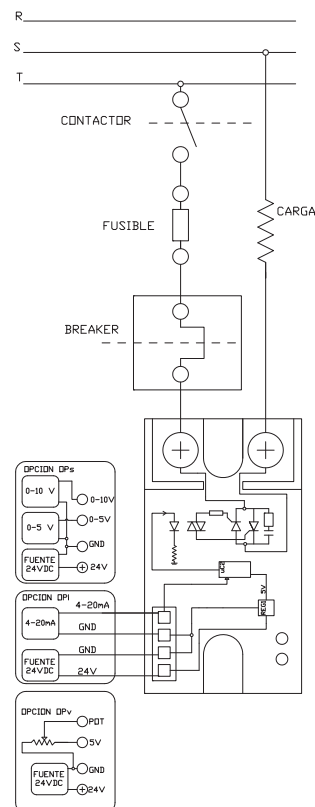 R
S
T
CONTACTOR
CARGA
FUSIBLE
BREAKER
OPCION OPs
0-10 V
0-10V
0-5 V
0-5V
GND
FUENTE
24VDC
24V
OPCION OPI
4-20mA
4-20mA
GND
GND
FUENTE
24VDC
24V
uC2
5V
REG1
OPCION OPv
POT
5V
GND
FUENTE
24VDC
24V